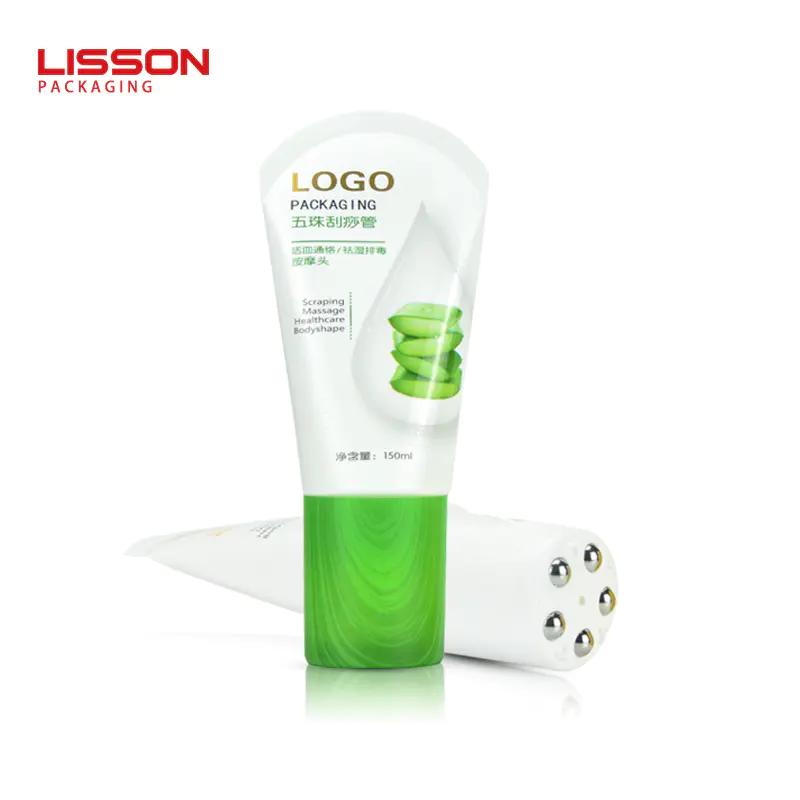 LISSON
PACKAGING
LOGO
PACKAGING
五珠刮痧管
活血通络/祛湿排毒
按摩头
Scraping
Massage
Healthcare
Bodyshape
净含量：150ml